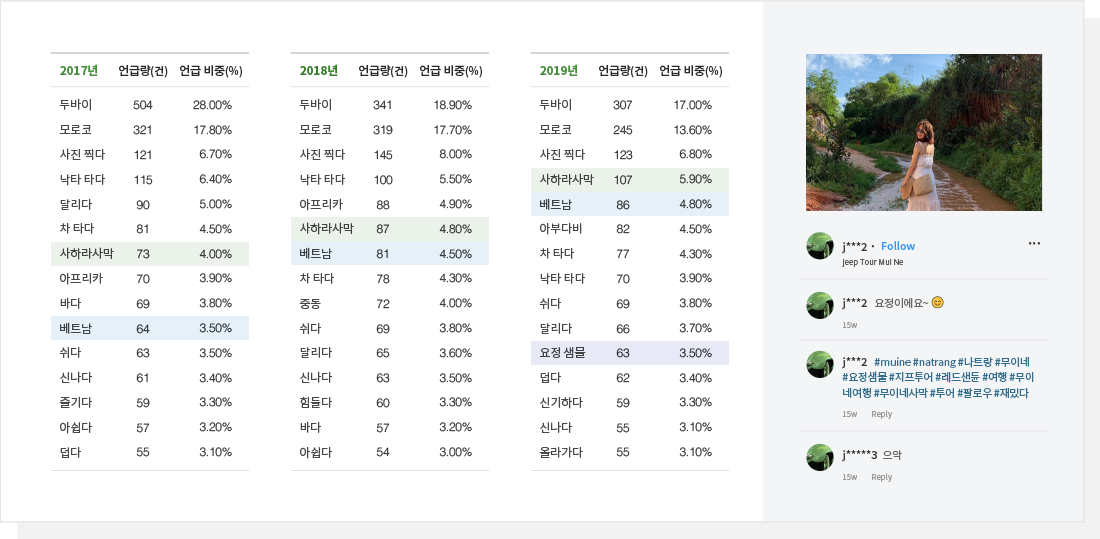 2017년 언급량(건) 언급 비중(%)
두바이 504 28.00%
모로코 321 17.80%
사진 찍다 121 6.70%
낙타 타다 115 6.40%
달리다 90 5.00%
차 타다 81 4.50%
사하라사막 73 4.00%
아프리카 70 3.90%
바다 69 3.80%
베트남 64 3.50%
쉬다 63 3.50%
신나다 61 3.40%
즐기다 59 3.30%
아쉽다 57 3.20%
덥다 55 3.10%
2018년 언급량(건) 언급 비중(%)
두바이 341 18.90%
모로코 319 17.70%
사진 찍다 145 8.00%
낙타 타다 100 5.50%
아프리카 88 4.90%
사하라사막 87 4.80%
베트남 81 4.50%
차 타다 78 4.30%
중동 72 4.00%
쉬다 69 3.80%
달리다 65 3.60%
신나다 63 3.50%
힘들다 60 3.30%
바다 57 3.20%
아쉽다 54 3.00%
2019년 언급량(건) 언급 비중(%)
두바이 307 17.00%
모로코 245 13.60%
사진 찍다 123 6.80%
사하라사막 107 5.90%
베트남 86 4.80%
아부다비 82 4.50%
차 타다 77 4.30%
낙타 타다 70 3.90%
쉬다 69 3.80%
달리다 66 3.70%
요정 샘물 63 3.50%
덥다 62 3.40%
신기하다 59 3.30%
신나다 55 3.10%
올라가다 55 3.10%
j***2 · Follow ···
Jeep Tour Mui Ne
j***2 요정이에요~ 😊
15w
j***2 #muine #natrang #나트랑 #무이네
#요정샘물 #지프투어 #레드샌듄 #여행 #무이
네여행 #무이네사막 #투어 #팔로우 #재밌다
15w Reply
j*****3 으악
15w Reply